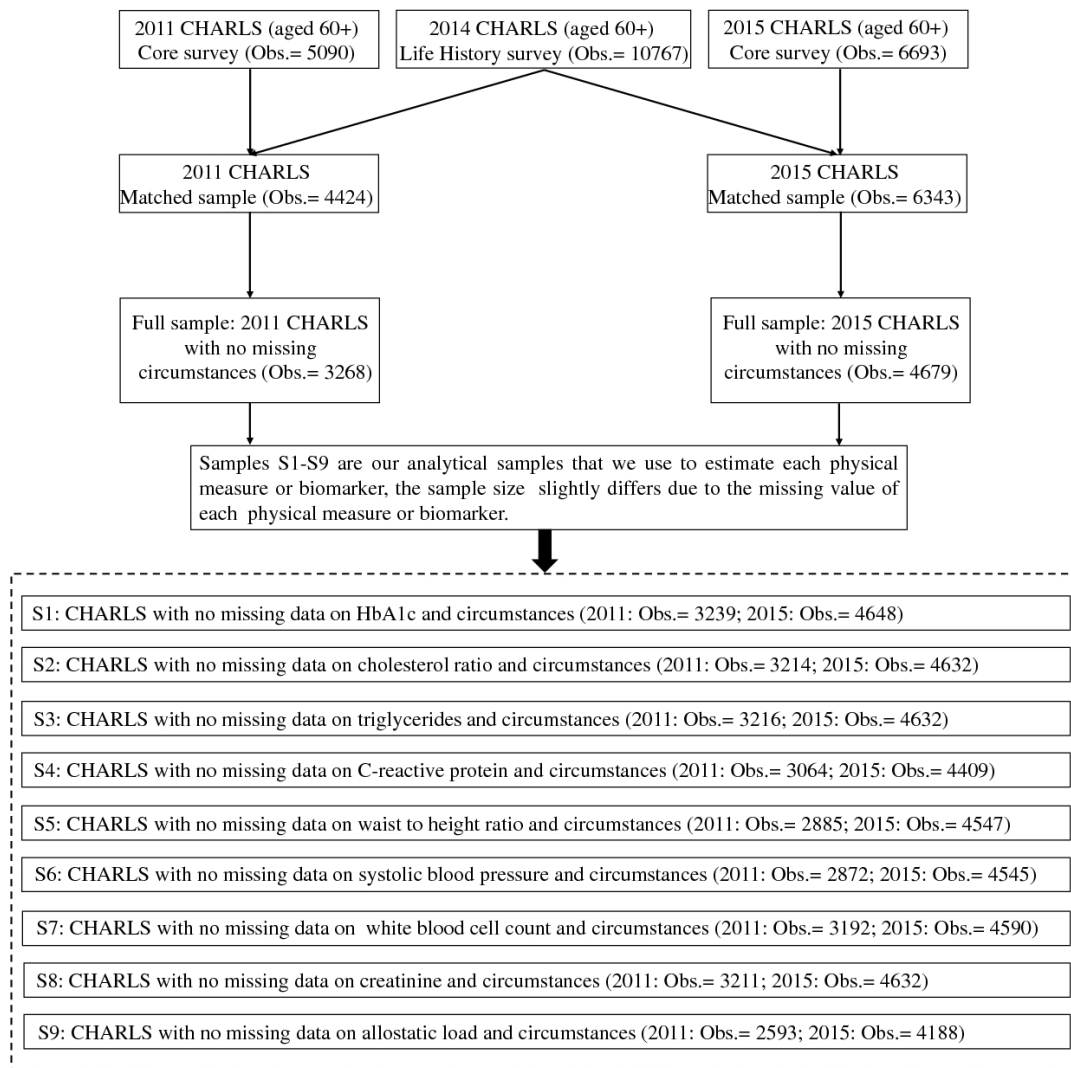 2011 CHARLS (aged 60+)
Core survey (Obs.= 5090)
2014 CHARLS (aged 60+)
Life History survey (Obs.= 10767)
2015 CHARLS (aged 60+)
Core survey (Obs.= 6693)
2011 CHARLS
Matched sample (Obs.= 4424)
2015 CHARLS
Matched sample (Obs.= 6343)
Full sample: 2011 CHARLS
with no missing
circumstances (Obs.= 3268)
Full sample: 2015 CHARLS
with no missing
circumstances (Obs.= 4679)
Samples S1-S9 are our analytical samples that we use to estimate each physical
measure or biomarker, the sample size slightly differs due to the missing value of
each physical measure or biomarker.
S1: CHARLS with no missing data on HbA1c and circumstances (2011: Obs.= 3239; 2015: Obs.= 4648)
S2: CHARLS with no missing data on cholesterol ratio and circumstances (2011: Obs.= 3214; 2015: Obs.= 4632)
S3: CHARLS with no missing data on triglycerides and circumstances (2011: Obs.= 3216; 2015: Obs.= 4632)
S4: CHARLS with no missing data on C-reactive protein and circumstances (2011: Obs.= 3064; 2015: Obs.= 4409)
S5: CHARLS with no missing data on waist to height ratio and circumstances (2011: Obs.= 2885; 2015: Obs.= 4547)
S6: CHARLS with no missing data on systolic blood pressure and circumstances (2011: Obs.= 2872; 2015: Obs.= 4545)
S7: CHARLS with no missing data on white blood cell count and circumstances (2011: Obs.= 3192; 2015: Obs.= 4590)
S8: CHARLS with no missing data on creatinine and circumstances (2011: Obs.= 3211; 2015: Obs.= 4632)
S9: CHARLS with no missing data on allostatic load and circumstances (2011: Obs.= 2593; 2015: Obs.= 4188)